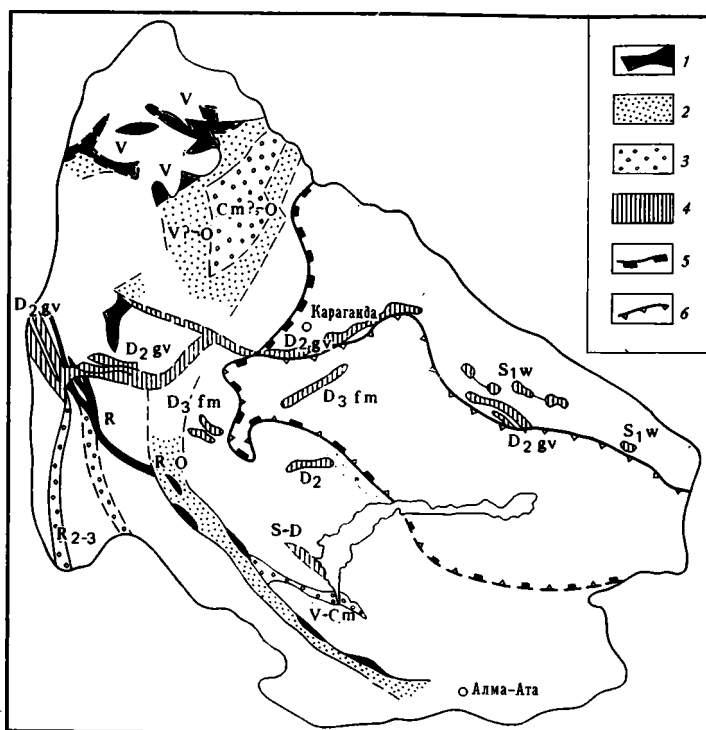 1
V
2
V
V
3
Cm?-O
4
V?-O
5
D₂gv
Караганда
6
D₂gv
D₂gv
S₁w
D₃fm
D₃fm
R
D₂gv
S₁w
R-O
D₂
S-D
R₂₋₃
V-Cm
Алма-Ата